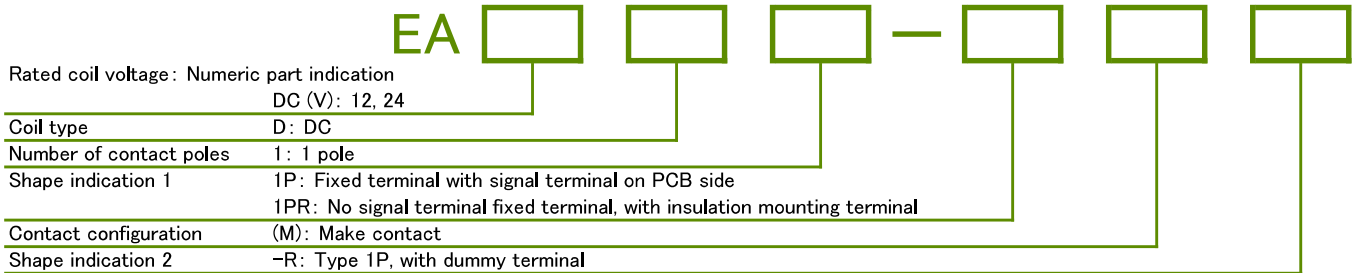 EA —
Rated coil voltage: Numeric part indication
DC (V): 12, 24
Coil type D: DC
Number of contact poles 1: 1 pole
Shape indication 1 1P: Fixed terminal with signal terminal on PCB side
1PR: No signal terminal fixed terminal, with insulation mounting terminal
Contact configuration (M): Make contact
Shape indication 2 -R: Type 1P, with dummy terminal